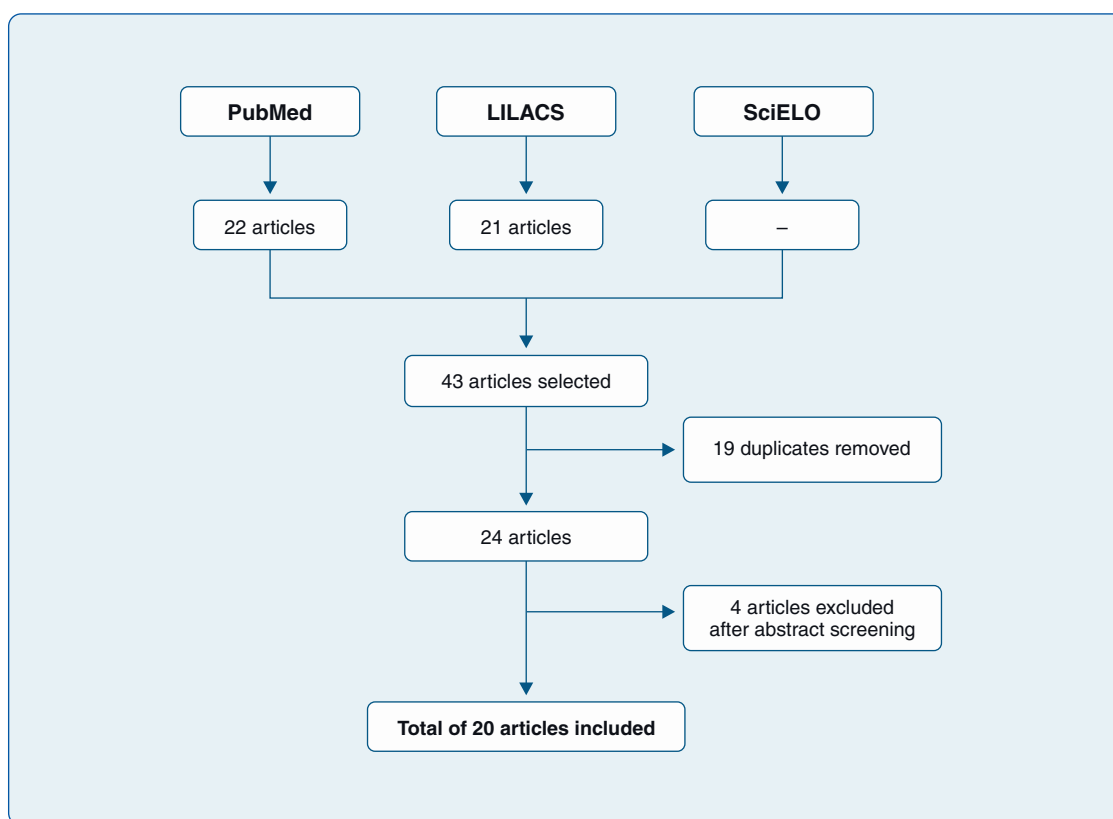 PubMed
LILACS
SciELO
22 articles
21 articles
–
43 articles selected
19 duplicates removed
24 articles
4 articles excluded
after abstract screening
Total of 20 articles included